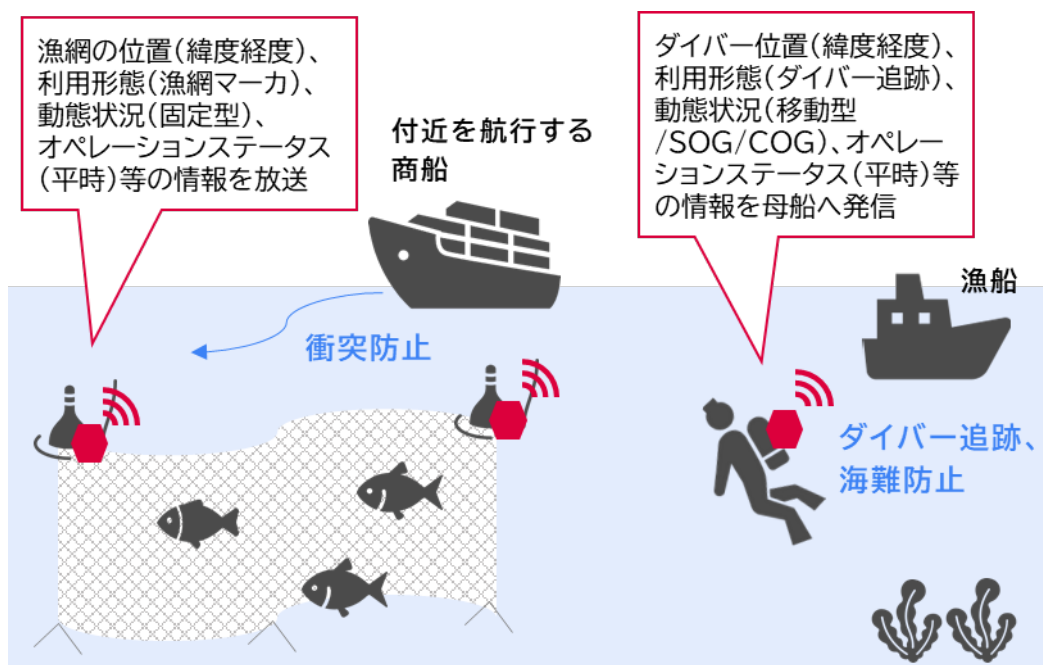 漁網の位置(緯度経度)、
利用形態(漁網マーカ)、
動態状況(固定型)、
オペレーションステータス
(平時)等の情報を放送
付近を航行する
商船
ダイバー位置(緯度経度)、
利用形態(ダイバー追跡)、
動態状況(移動型
/SOG/COG)、オペレー
ションステータス(平時)等
の情報を母船へ発信
漁船
衝突防止
ダイバー追跡、
海難防止